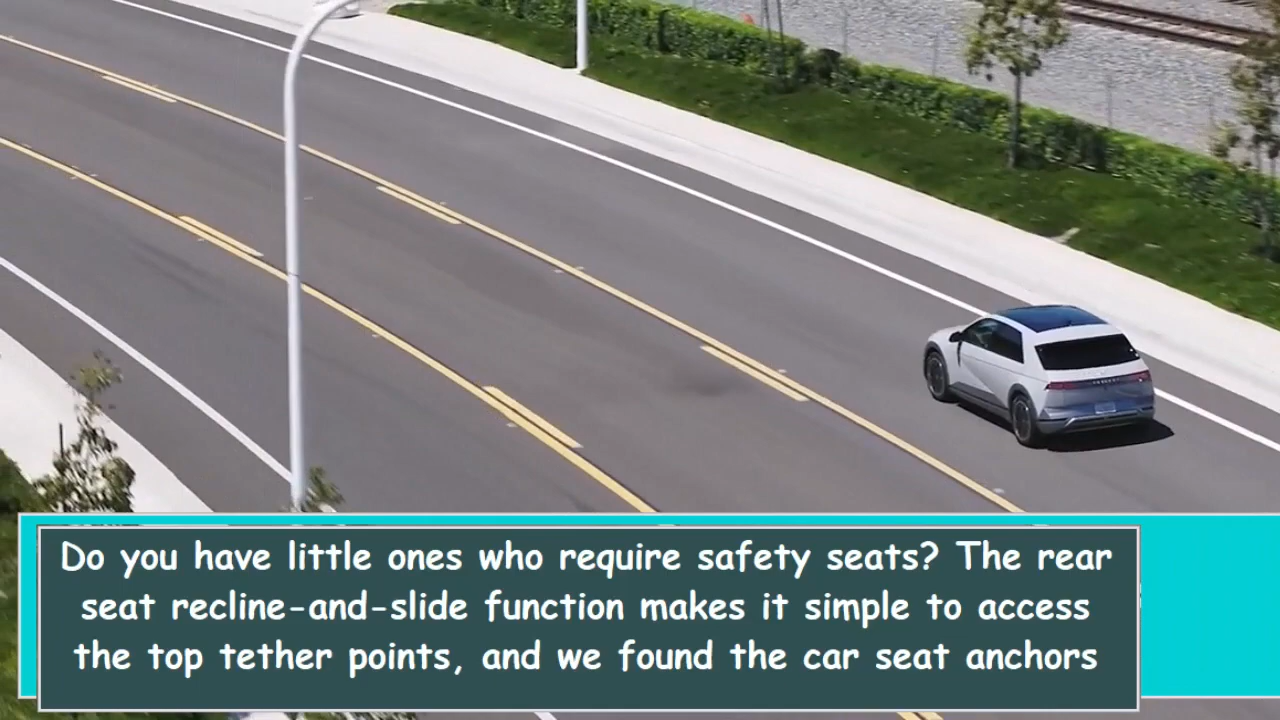 Do you have little ones who require safety seats? The rear
seat recline-and-slide function makes it simple to access
the top tether points, and we found the car seat anchors